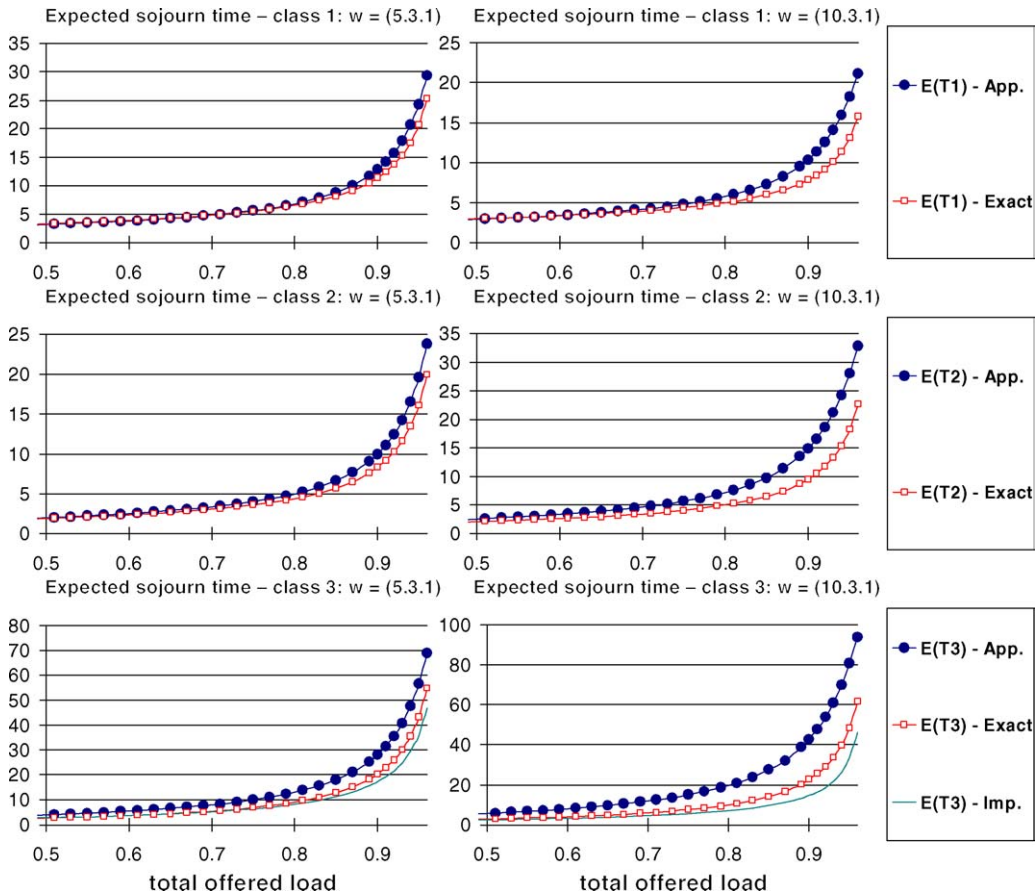 Expected sojourn time – class 1: w = (5.3.1)
35
30
25
20
15
10
5
0
0.5 0.6 0.7 0.8 0.9
Expected sojourn time – class 1: w = (10.3.1)
25
20
15
10
5
0
0.5 0.6 0.7 0.8 0.9
E(T1) - App.
E(T1) - Exact
Expected sojourn time – class 2: w = (5.3.1)
25
20
15
10
5
0
0.5 0.6 0.7 0.8 0.9
Expected sojourn time – class 2: w = (10.3.1)
35
30
25
20
15
10
5
0
0.5 0.6 0.7 0.8 0.9
E(T2) - App.
E(T2) - Exact
Expected sojourn time – class 3: w = (5.3.1)
80
70
60
50
40
30
20
10
0
0.5 0.6 0.7 0.8 0.9
total offered load
Expected sojourn time – class 3: w = (10.3.1)
100
80
60
40
20
0
0.5 0.6 0.7 0.8 0.9
total offered load
E(T3) - App.
E(T3) - Exact
E(T3) - Imp.